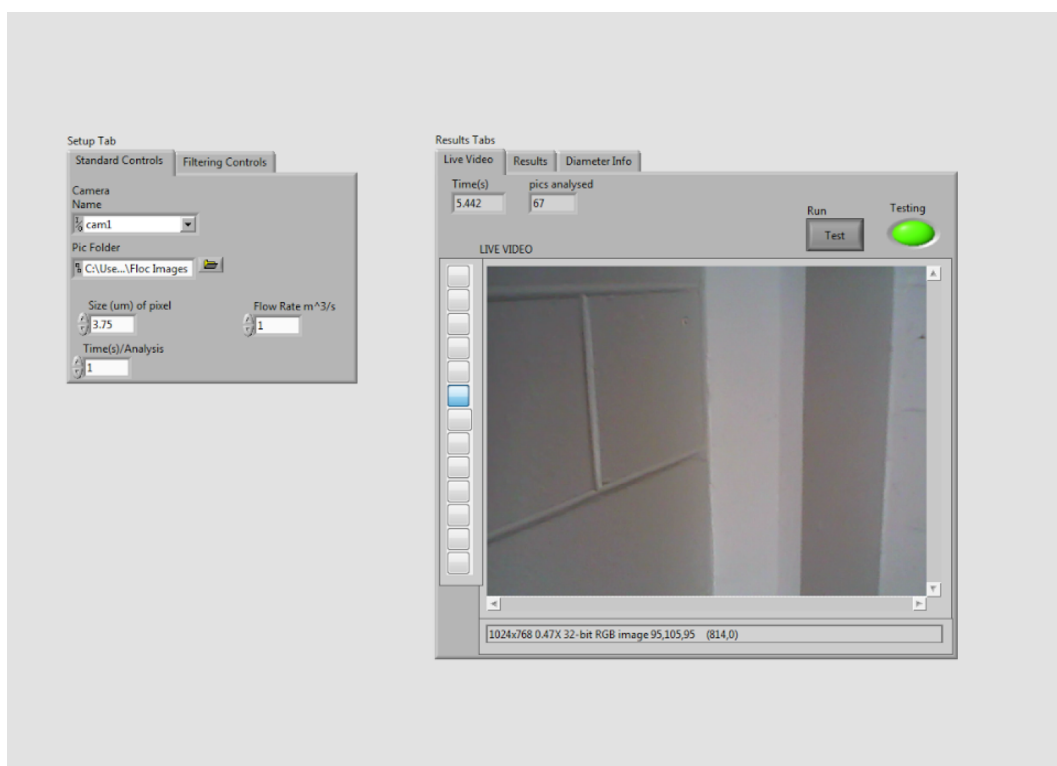 Setup Tab
Standard Controls
Filtering Controls
Camera
Name
cam1
Pic Folder
C:\Use...\Floc Images
Size (um) of pixel
Flow Rate m^3/s
3.75
1
Time(s)/Analysis
1
Results Tabs
Live Video
Results
Diameter Info
Time(s)
pics analysed
5.442
67
Run
Testing
Test
LIVE VIDEO
1024x768 0.47X 32-bit RGB image 95,105,95 (814,0)